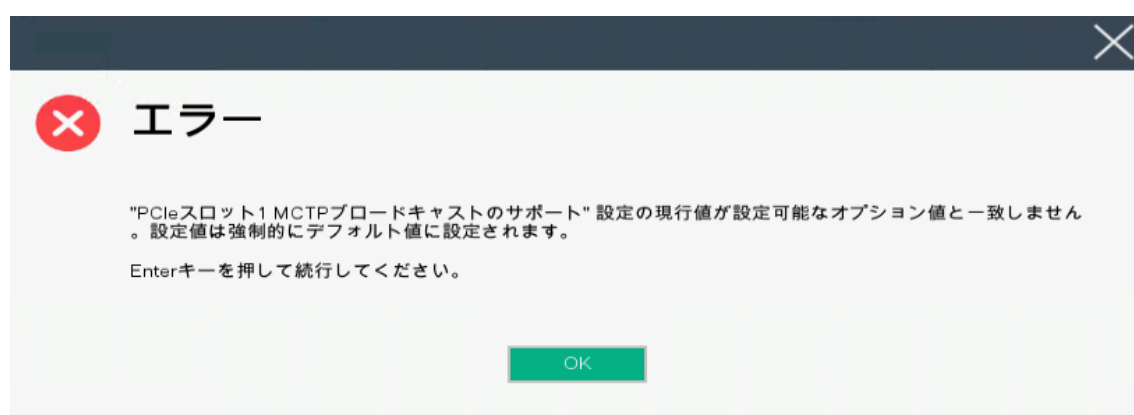 エラー
"PCIeスロット1 MCTPブロードキャストのサポート" 設定の現行値が設定可能なオプション値と一致しません
。設定値は強制的にデフォルト値に設定されます。
Enterキーを押して続行してください。
OK